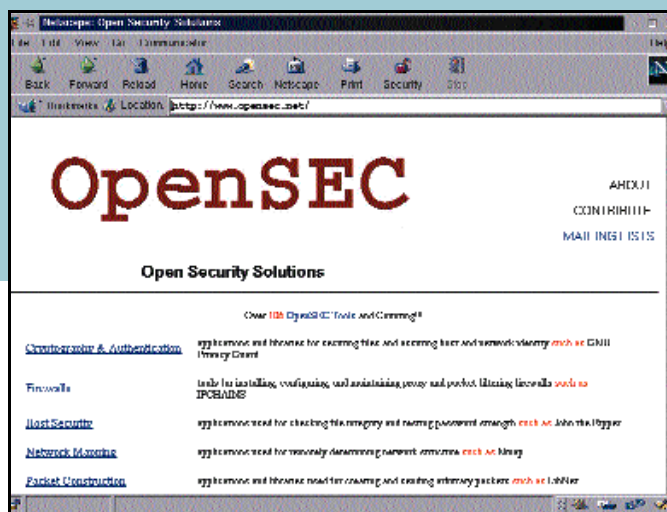 Netscape: Open Security Solutions
File Edit View Go Communicator Help
Back Forward Reload Home Search Netscape Print Security Stop
Bookmarks Location: http://www.opensec.net/
OpenSEC
ABOUT
CONTRIBUTE
MAILING LISTS
Open Security Solutions
Over 106 OpenSEC Tools and Counting!!!
Cryptography & Authentication applications and libraries for securing files and assuring host and network identity such as GNU
Privacy Guard
Firewalls tools for installing, configuring, and maintaining proxy and packet filtering firewalls such as
IPCHAINS
Host Security applications used for checking file integrity and testing password strength such as John the Ripper
Network Mapping applications used for remotely determining network structure such as Nmap
Packet Construction applications and libraries used for creating and sending arbitrary packets such as LibNet